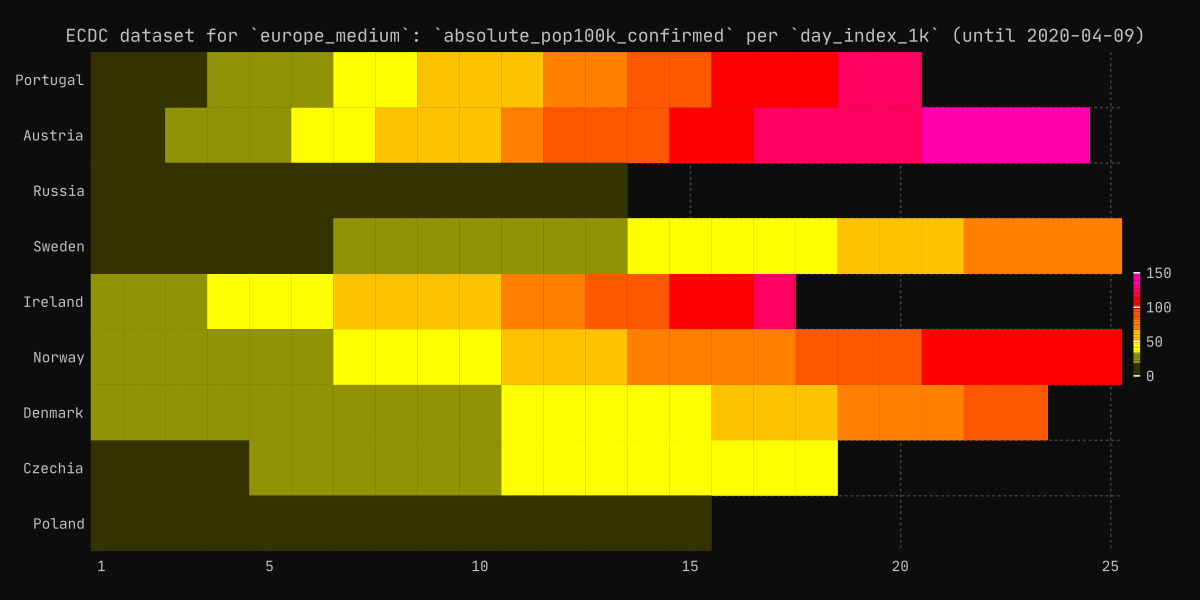 ECDC dataset for `europe_medium`: `absolute_pop100k_confirmed` per `day_index_1k` (until 2020-04-09)
Portugal
Austria
Russia
Sweden
Ireland
Norway
Denmark
Czechia
Poland
150
100
50
0
1 5 10 15 20 25